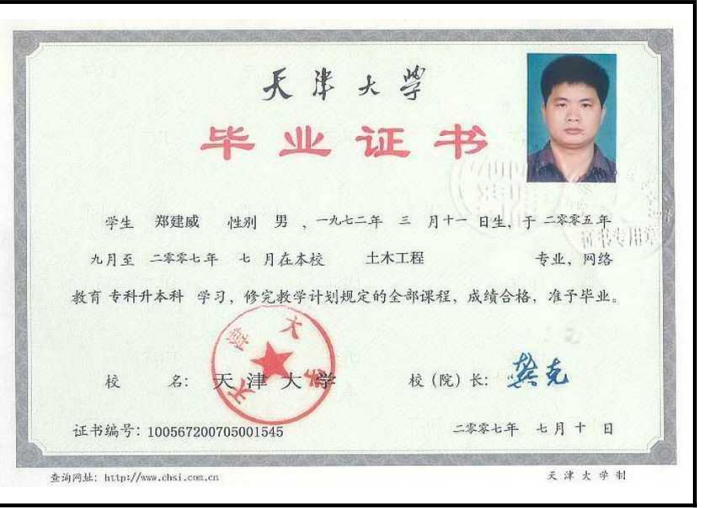 天津大学
毕业证书
学生 郑建威 性别 男 ，一九七二年 三 月十一 日生，于 二零零五年
九月至 二零零七年 七 月在本校 土木工程 专业，网络
教育 专科升本科 学习，修完教学计划规定的全部课程，成绩合格，准予毕业。
天津大学
校 名: 天津大学 校（院）长: 龚克
证书编号: 100567200705001545 二零零七年 七月十 日
查询网址: http://www.chsi.com.cn 天津大学制